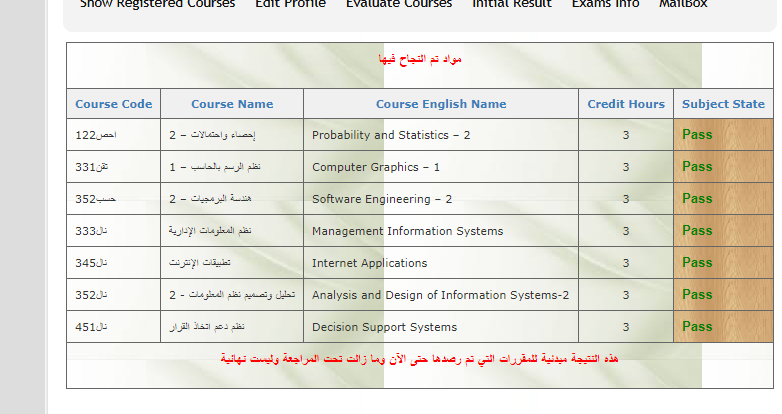 Show Registered Courses Edit Profile Evaluate Courses Initial Result Exams Info MailBox
مواد تم النجاح فيها
Course Code Course Name Course English Name Credit Hours Subject State
احص122 إحصاء واحتمالات – 2 Probability and Statistics – 2 3 Pass
تقن331 نظم الرسم بالحاسب – 1 Computer Graphics – 1 3 Pass
حسب352 هندسة البرمجيات – 2 Software Engineering – 2 3 Pass
نال333 نظم المعلومات الإدارية Management Information Systems 3 Pass
نال345 تطبيقات الإنترنت Internet Applications 3 Pass
نال352 تحليل وتصميم نظم المعلومات - 2 Analysis and Design of Information Systems-2 3 Pass
نال451 نظم دعم اتخاذ القرار Decision Support Systems 3 Pass
هذه النتيجة مبدئية للمقررات التي تم رصدها حتى الآن وما زالت تحت المراجعة وليست نهائية